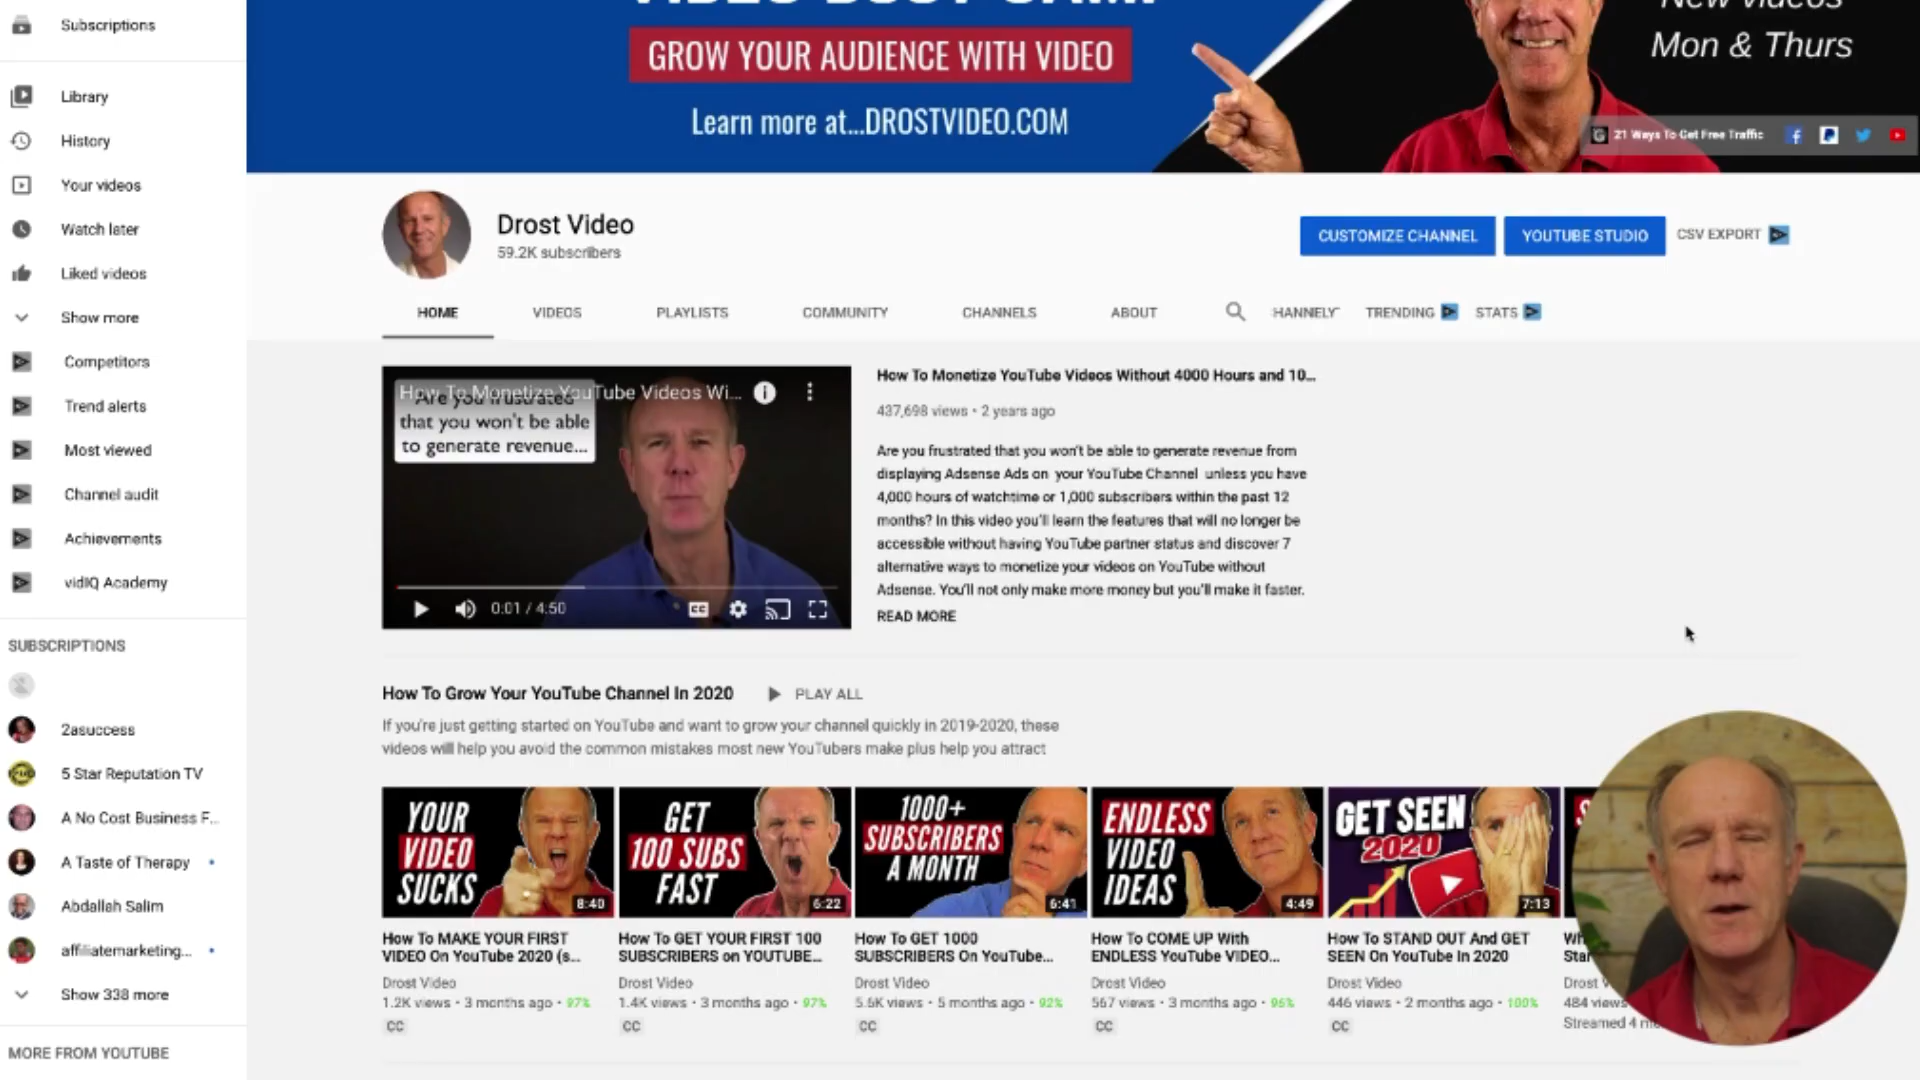 Subscriptions
Library
History
Your videos
Watch later
Liked videos
Show more
Competitors
Trend alerts
Most viewed
Channel audit
Achievements
vidIQ Academy
SUBSCRIPTIONS
2asuccess
5 Star Reputation TV
A No Cost Business F...
A Taste of Therapy
Abdallah Salim
affiliatemarketing...
Show 338 more
MORE FROM YOUTUBE
GROW YOUR AUDIENCE WITH VIDEO
Learn more at...DROSTVIDEO.COM
New videos
Mon & Thurs
21 Ways To Get Free Traffic
Drost Video
59.2K subscribers
CUSTOMIZE CHANNEL
YOUTUBE STUDIO
CSV EXPORT
HOME
VIDEOS
PLAYLISTS
COMMUNITY
CHANNELS
ABOUT
HANNELY
TRENDING
STATS
How To Monetize YouTube Videos Wi...
Are you frustrated
that you won't be able
to generate revenue...
0:01 / 4:50
CC
How To Monetize YouTube Videos Without 4000 Hours and 10...
437,698 views • 2 years ago
Are you frustrated that you won't be able to generate revenue from
displaying Adsense Ads on your YouTube Channel unless you have
4,000 hours of watchtime or 1,000 subscribers within the past 12
months? In this video you'll learn the features that will no longer be
accessible without having YouTube partner status and discover 7
alternative ways to monetize your videos on YouTube without
Adsense. You'll not only make more money but you'll make it faster.
READ MORE
How To Grow Your YouTube Channel In 2020
PLAY ALL
If you're just getting started on YouTube and want to grow your channel quickly in 2019-2020, these
videos will help you avoid the common mistakes most new YouTubers make plus help you attract
YOUR
VIDEO
SUCKS
8:40
How To MAKE YOUR FIRST
VIDEO On YouTube 2020 (s...
Drost Video
1.2K views • 3 months ago • 97%
CC
GET
100 SUBS
FAST
6:22
How To GET YOUR FIRST 100
SUBSCRIBERS on YOUTUBE...
Drost Video
1.4K views • 3 months ago • 97%
CC
1000+
SUBSCRIBERS
A MONTH
6:41
How To GET 1000
SUBSCRIBERS On YouTube...
Drost Video
5.6K views • 5 months ago • 92%
CC
ENDLESS
VIDEO
IDEAS
4:49
How To COME UP With
ENDLESS YouTube VIDEO...
Drost Video
567 views • 3 months ago • 96%
CC
GET SEEN
2020
7:13
How To STAND OUT And GET
SEEN On YouTube In 2020
Drost Video
446 views • 2 months ago • 100%
CC
484 views
Streamed 4